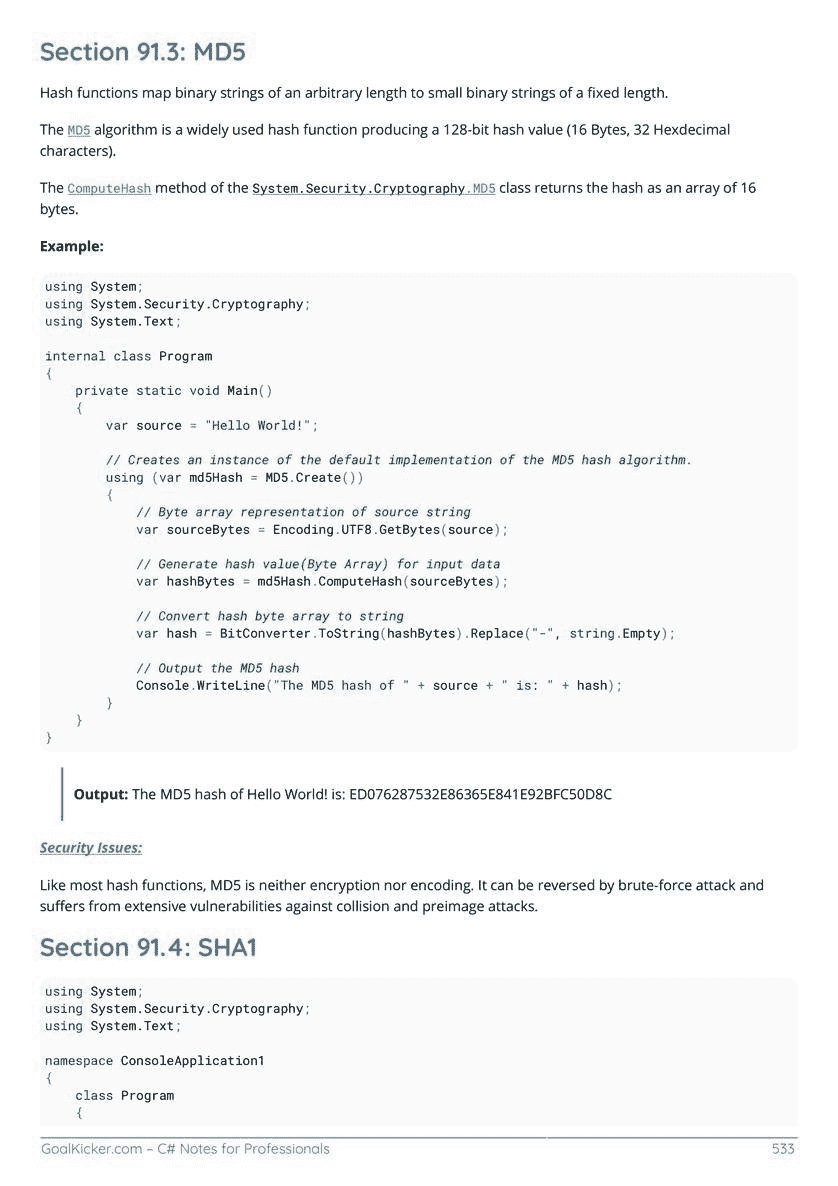 Section 91.3: MD5
Hash functions map binary strings of an arbitrary length to small binary strings of a fixed length.
The MD5 algorithm is a widely used hash function producing a 128-bit hash value (16 Bytes, 32 Hexdecimal
characters).
The ComputeHash method of the System.Security.Cryptography.MD5 class returns the hash as an array of 16
bytes.
Example:
using System;
using System.Security.Cryptography;
using System.Text;
internal class Program
{
    private static void Main()
    {
        var source = "Hello World!";
        // Creates an instance of the default implementation of the MD5 hash algorithm.
        using (var md5Hash = MD5.Create())
        {
            // Byte array representation of source string
            var sourceBytes = Encoding.UTF8.GetBytes(source);
            // Generate hash value(Byte Array) for input data
            var hashBytes = md5Hash.ComputeHash(sourceBytes);
            // Convert hash byte array to string
            var hash = BitConverter.ToString(hashBytes).Replace("-", string.Empty);
            // Output the MD5 hash
            Console.WriteLine("The MD5 hash of " + source + " is: " + hash);
        }
    }
}
Output: The MD5 hash of Hello World! is: ED076287532E86365E841E92BFC50D8C
Security Issues:
Like most hash functions, MD5 is neither encryption nor encoding. It can be reversed by brute-force attack and
suffers from extensive vulnerabilities against collision and preimage attacks.
Section 91.4: SHA1
using System;
using System.Security.Cryptography;
using System.Text;
namespace ConsoleApplication1
{
    class Program
    {
GoalKicker.com – C# Notes for Professionals 533